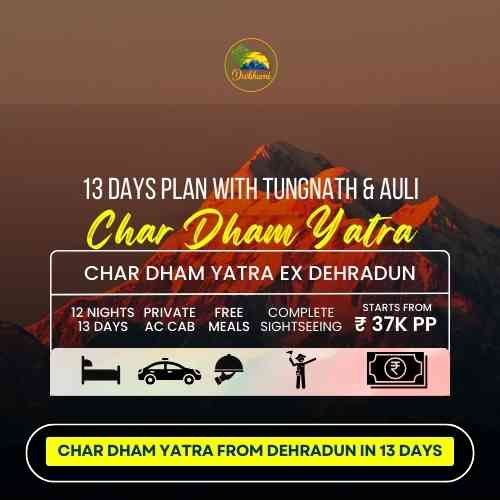 Devbhumi
13 DAYS PLAN WITH TUNGNATH & AULI
Char Dham Yatra
CHAR DHAM YATRA EX DEHRADUN
12 NIGHTS
13 DAYS
PRIVATE
AC CAB
FREE
MEALS
COMPLETE
SIGHTSEEING
STARTS FROM
₹ 37K PP
₹
CHAR DHAM YATRA FROM DEHRADUN IN 13 DAYS